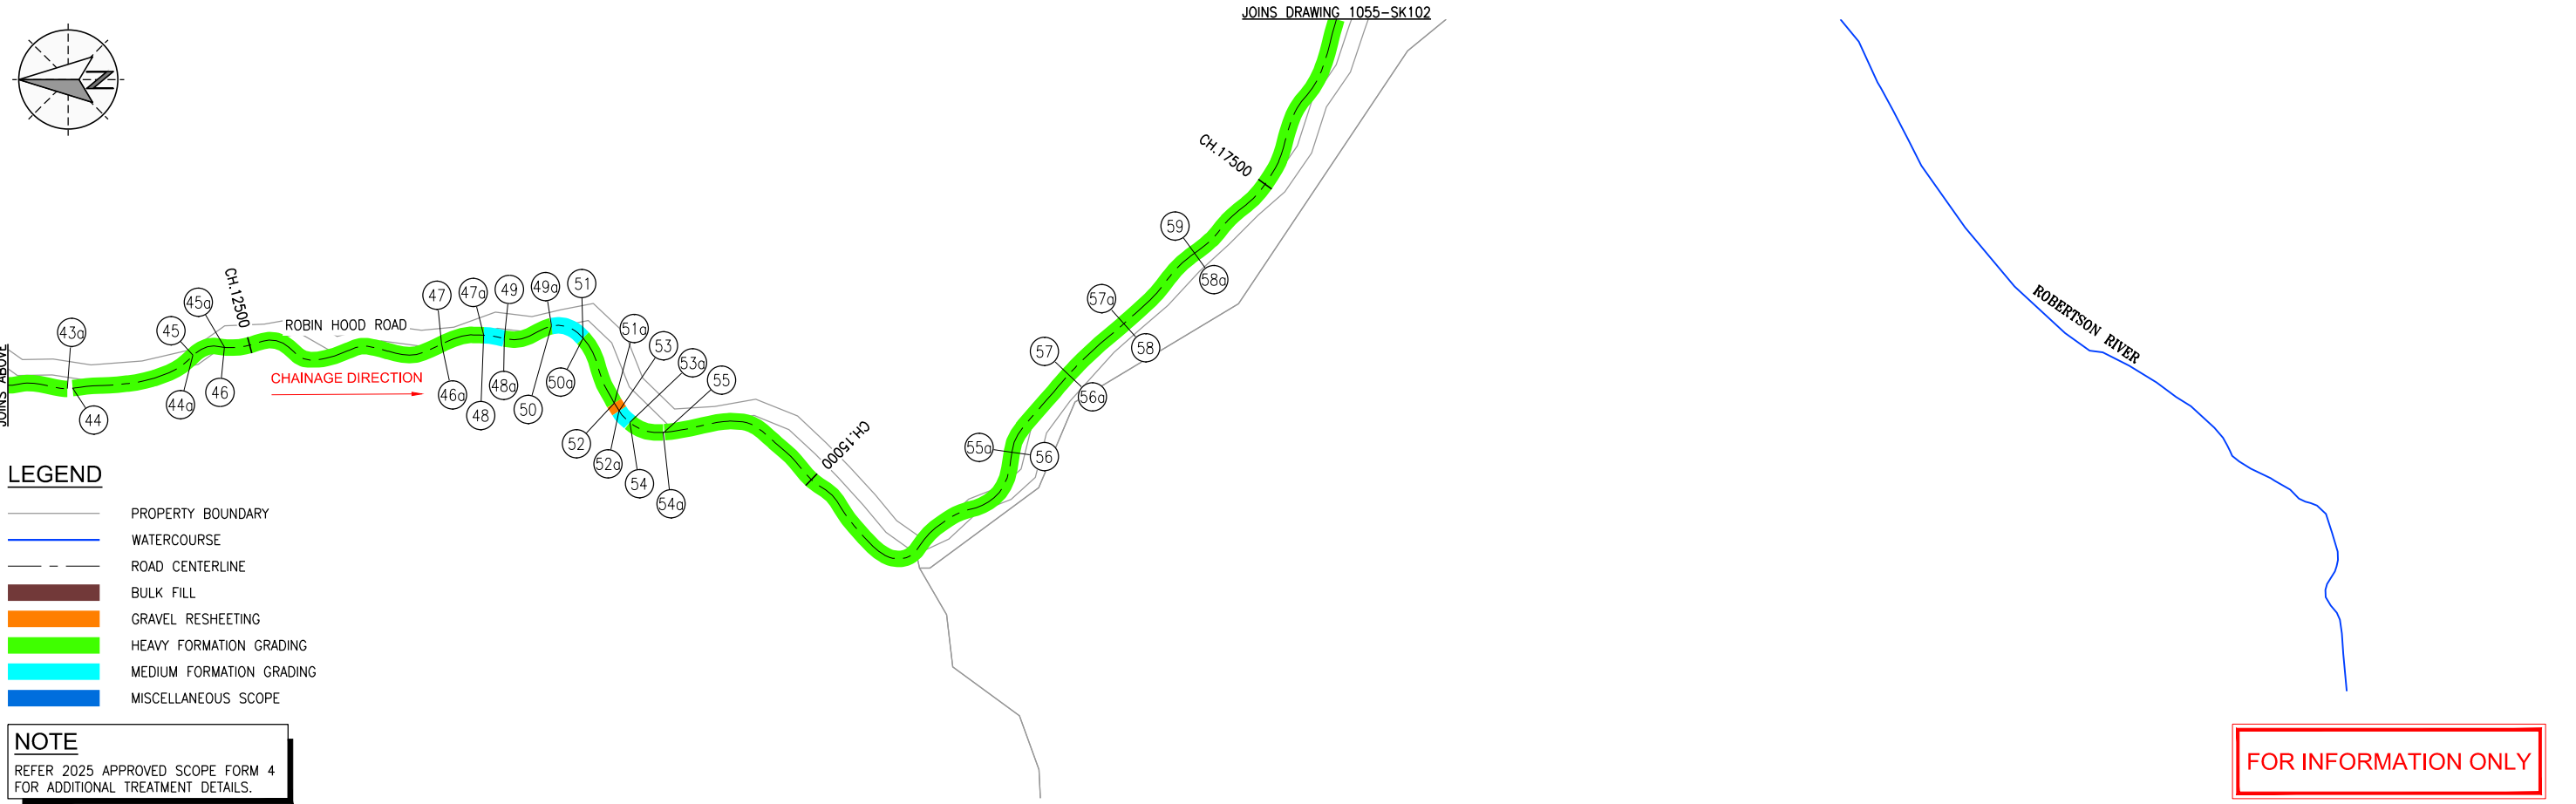 JOINS DRAWING 1055-SK102
N
CH.17500
59
58a
57a
58
57
56a
55a
56
ROBERTSON RIVER
43a
44
45
45a
44a
46
CH.12500
ROBIN HOOD ROAD
CHAINAGE DIRECTION
47
47a
49
49a
51
46a
48
48a
50
50a
51a
53
53a
55
52
52a
54
54a
CH.15000
JOINS ABOVE
LEGEND
PROPERTY BOUNDARY
WATERCOURSE
ROAD CENTERLINE
BULK FILL
GRAVEL RESHEETING
HEAVY FORMATION GRADING
MEDIUM FORMATION GRADING
MISCELLANEOUS SCOPE
NOTE
REFER 2025 APPROVED SCOPE FORM 4
FOR ADDITIONAL TREATMENT DETAILS.
FOR INFORMATION ONLY